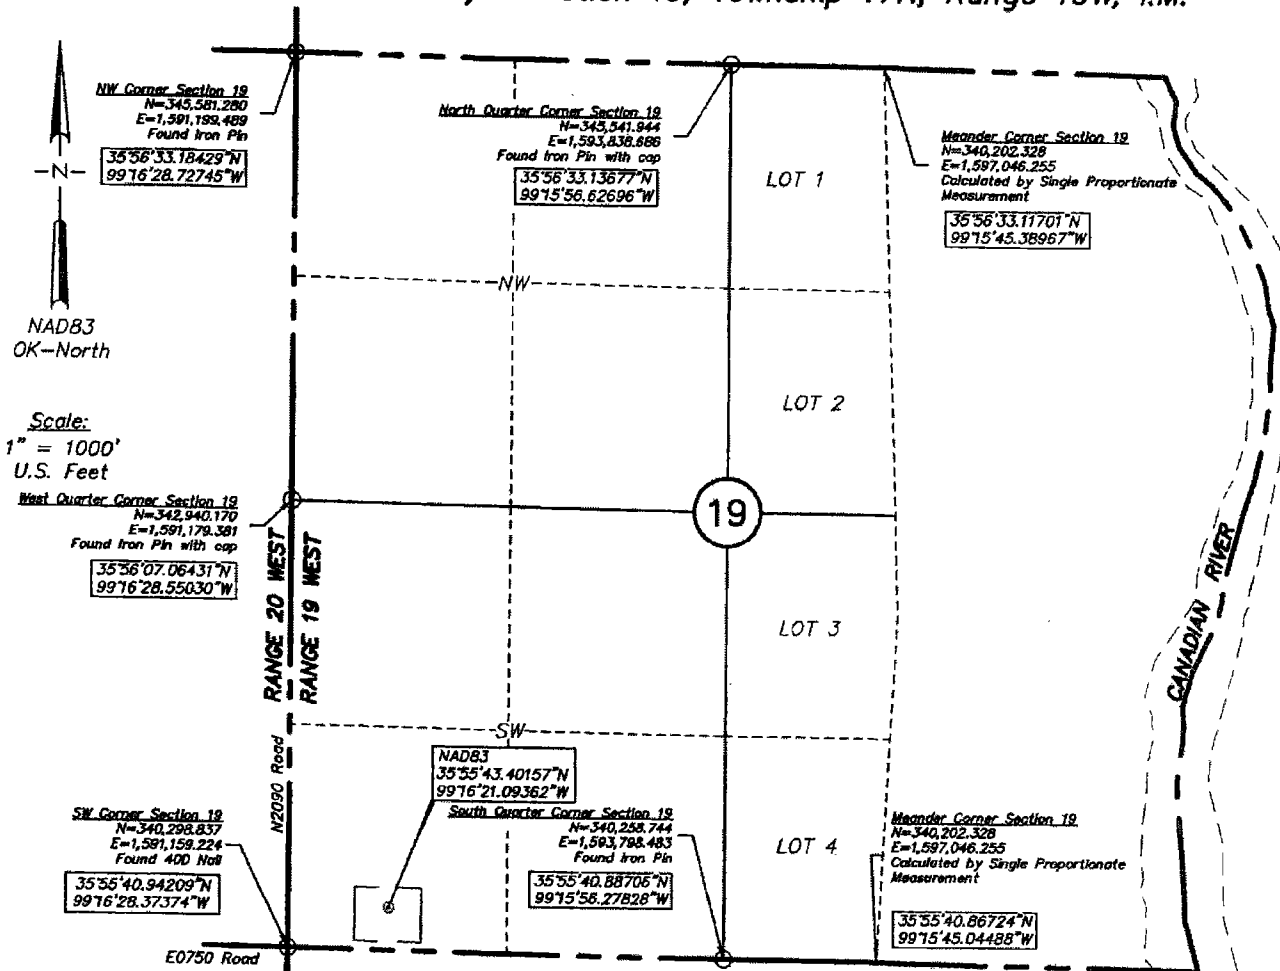 Township 17N, Range 19W, I.M.
NW Corner Section 19
N=345,581.280
E=1,591,199.489
Found Iron Pin
35°56'33.18429"N
99°16'28.72745"W
North Quarter Corner Section 19
N=345,541.944
E=1,593,838.686
Found Iron Pin with cap
35°56'33.13677"N
99°15'56.62696"W
Meander Corner Section 19
N=340,202.328
E=1,597,046.255
Calculated by Single Proportionate
Measurement
35°56'33.11701"N
99°15'45.38967"W
-N-
NAD83
OK-North
Scale:
1" = 1000'
U.S. Feet
LOT 1
NW
LOT 2
West Quarter Corner Section 19
N=342,940.170
E=1,591,179.381
Found Iron Pin with cap
35°56'07.06431"N
99°16'28.55030"W
19
RANGE 20 WEST
RANGE 19 WEST
LOT 3
CANADIAN RIVER
SW
N2090 Road
NAD83
35°55'43.40157"N
99°16'21.09362"W
SW Corner Section 19
N=340,298.837
E=1,591,159.224
Found 40D Nail
35°55'40.94209"N
99°16'28.37374"W
South Quarter Corner Section 19
N=340,258.744
E=1,593,798.483
Found Iron Pin
35°55'40.88706"N
99°15'56.27828"W
LOT 4
Meander Corner Section 19
N=340,202.328
E=1,597,046.255
Calculated by Single Proportionate
Measurement
35°55'40.86724"N
99°15'45.04488"W
E0750 Road